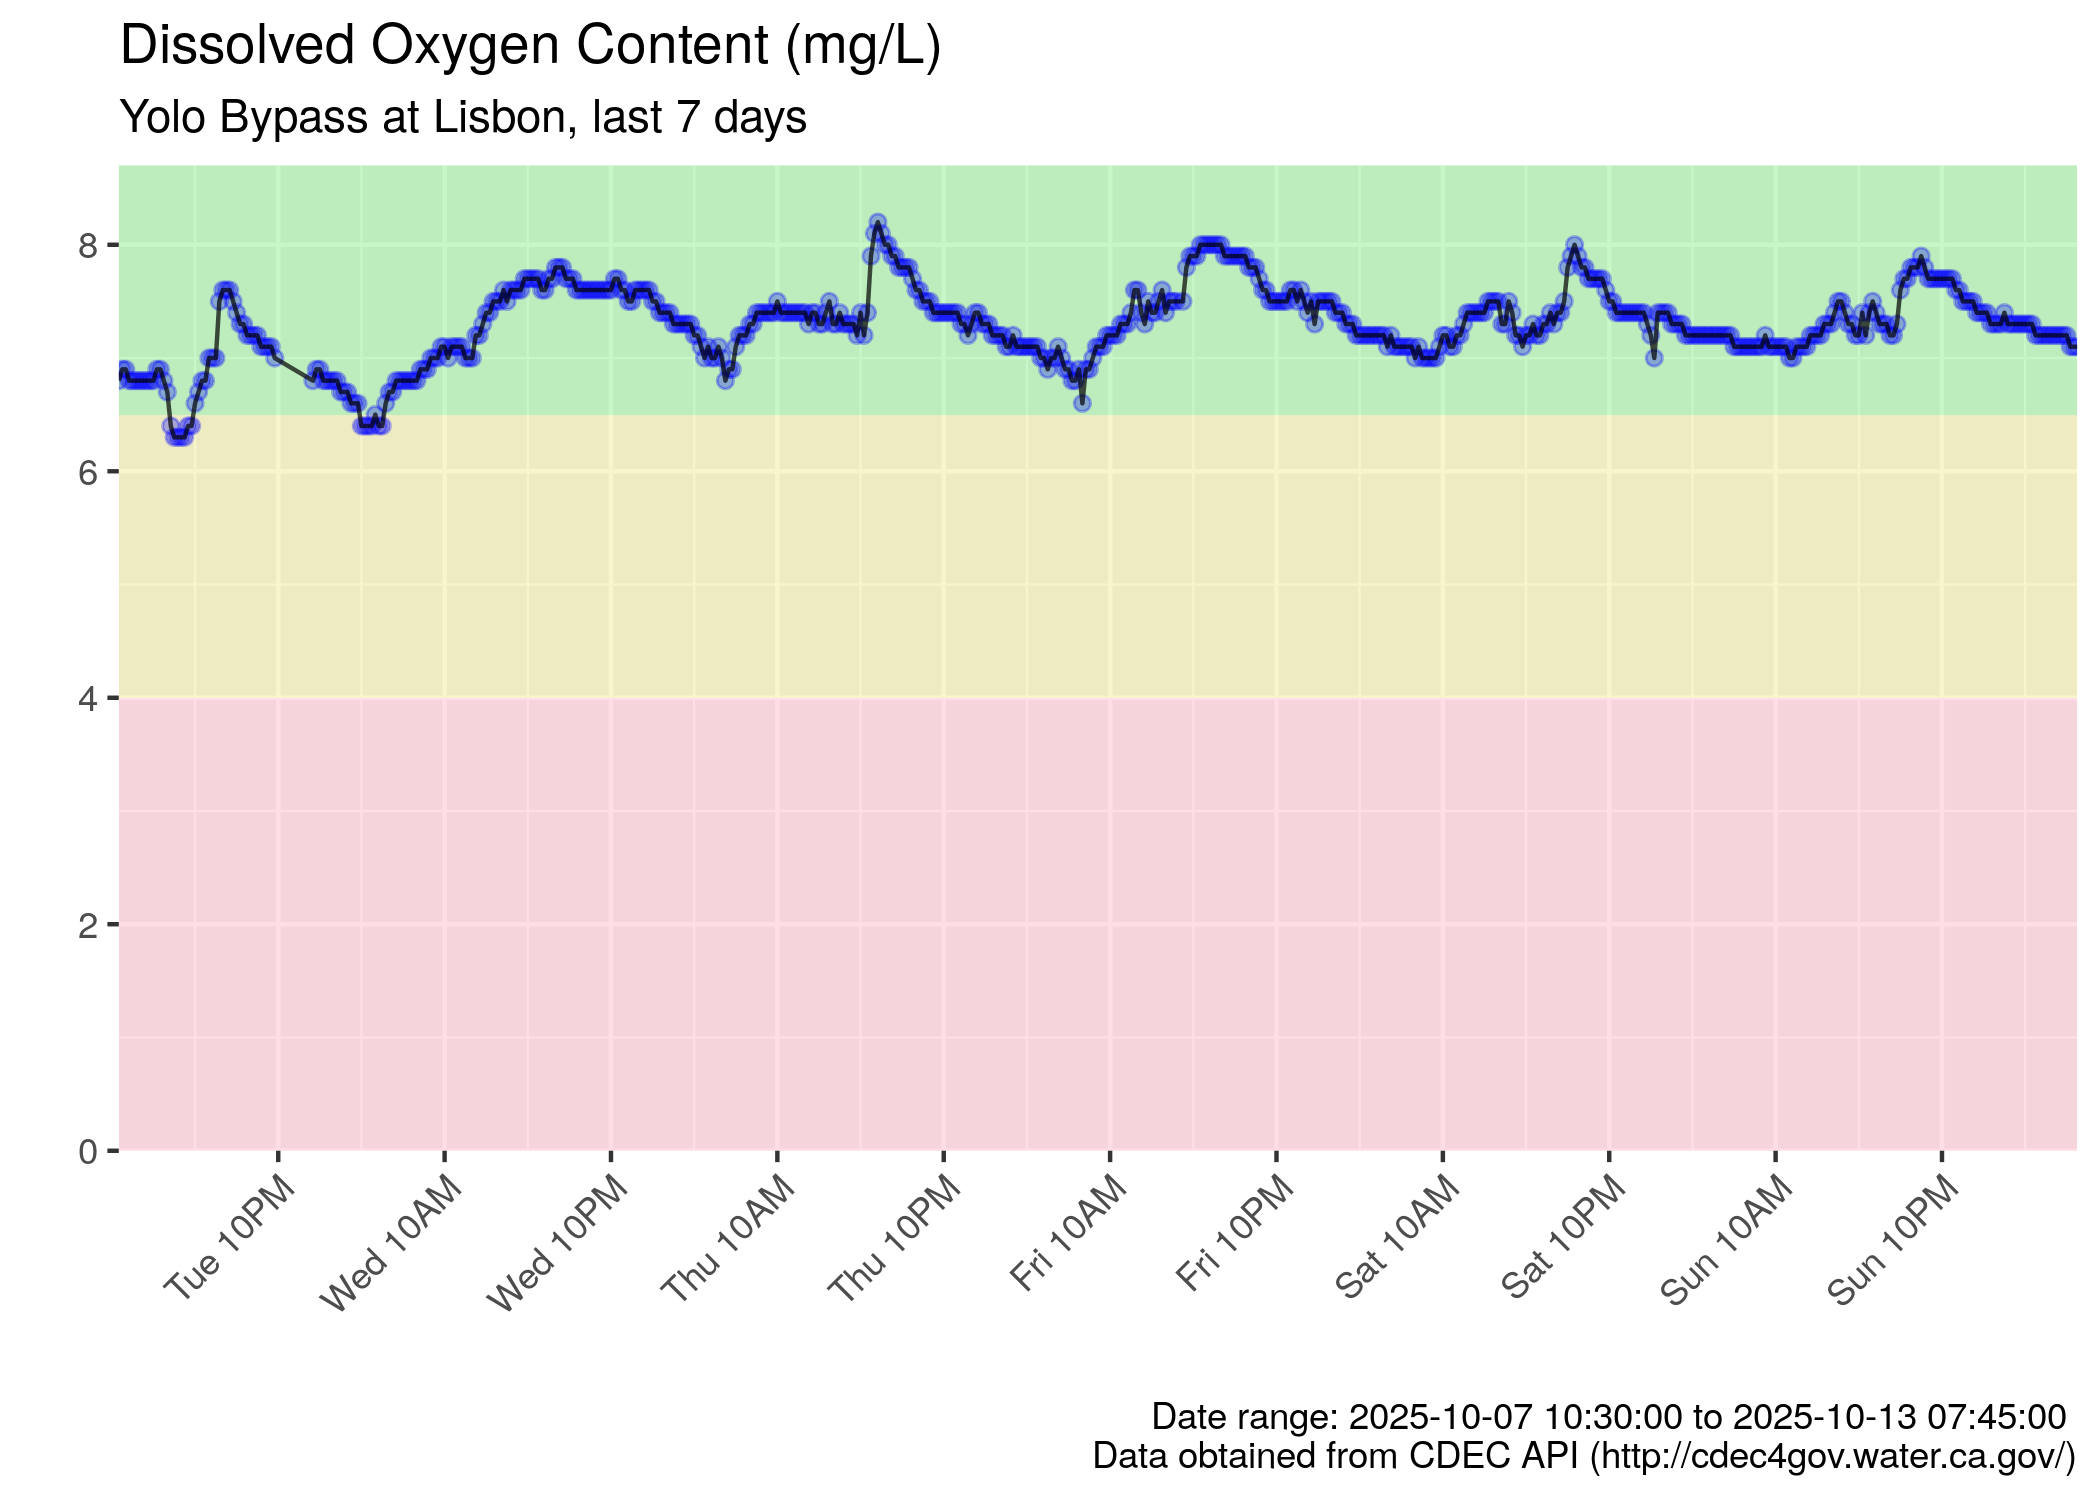 Dissolved Oxygen Content (mg/L)
Yolo Bypass at Lisbon, last 7 days
8
6
4
2
0
Tue 10PM
Wed 10AM
Wed 10PM
Thu 10AM
Thu 10PM
Fri 10AM
Fri 10PM
Sat 10AM
Sat 10PM
Sun 10AM
Sun 10PM
Date range: 2025-10-07 10:30:00 to 2025-10-13 07:45:00
Data obtained from CDEC API (http://cdec4gov.water.ca.gov/)